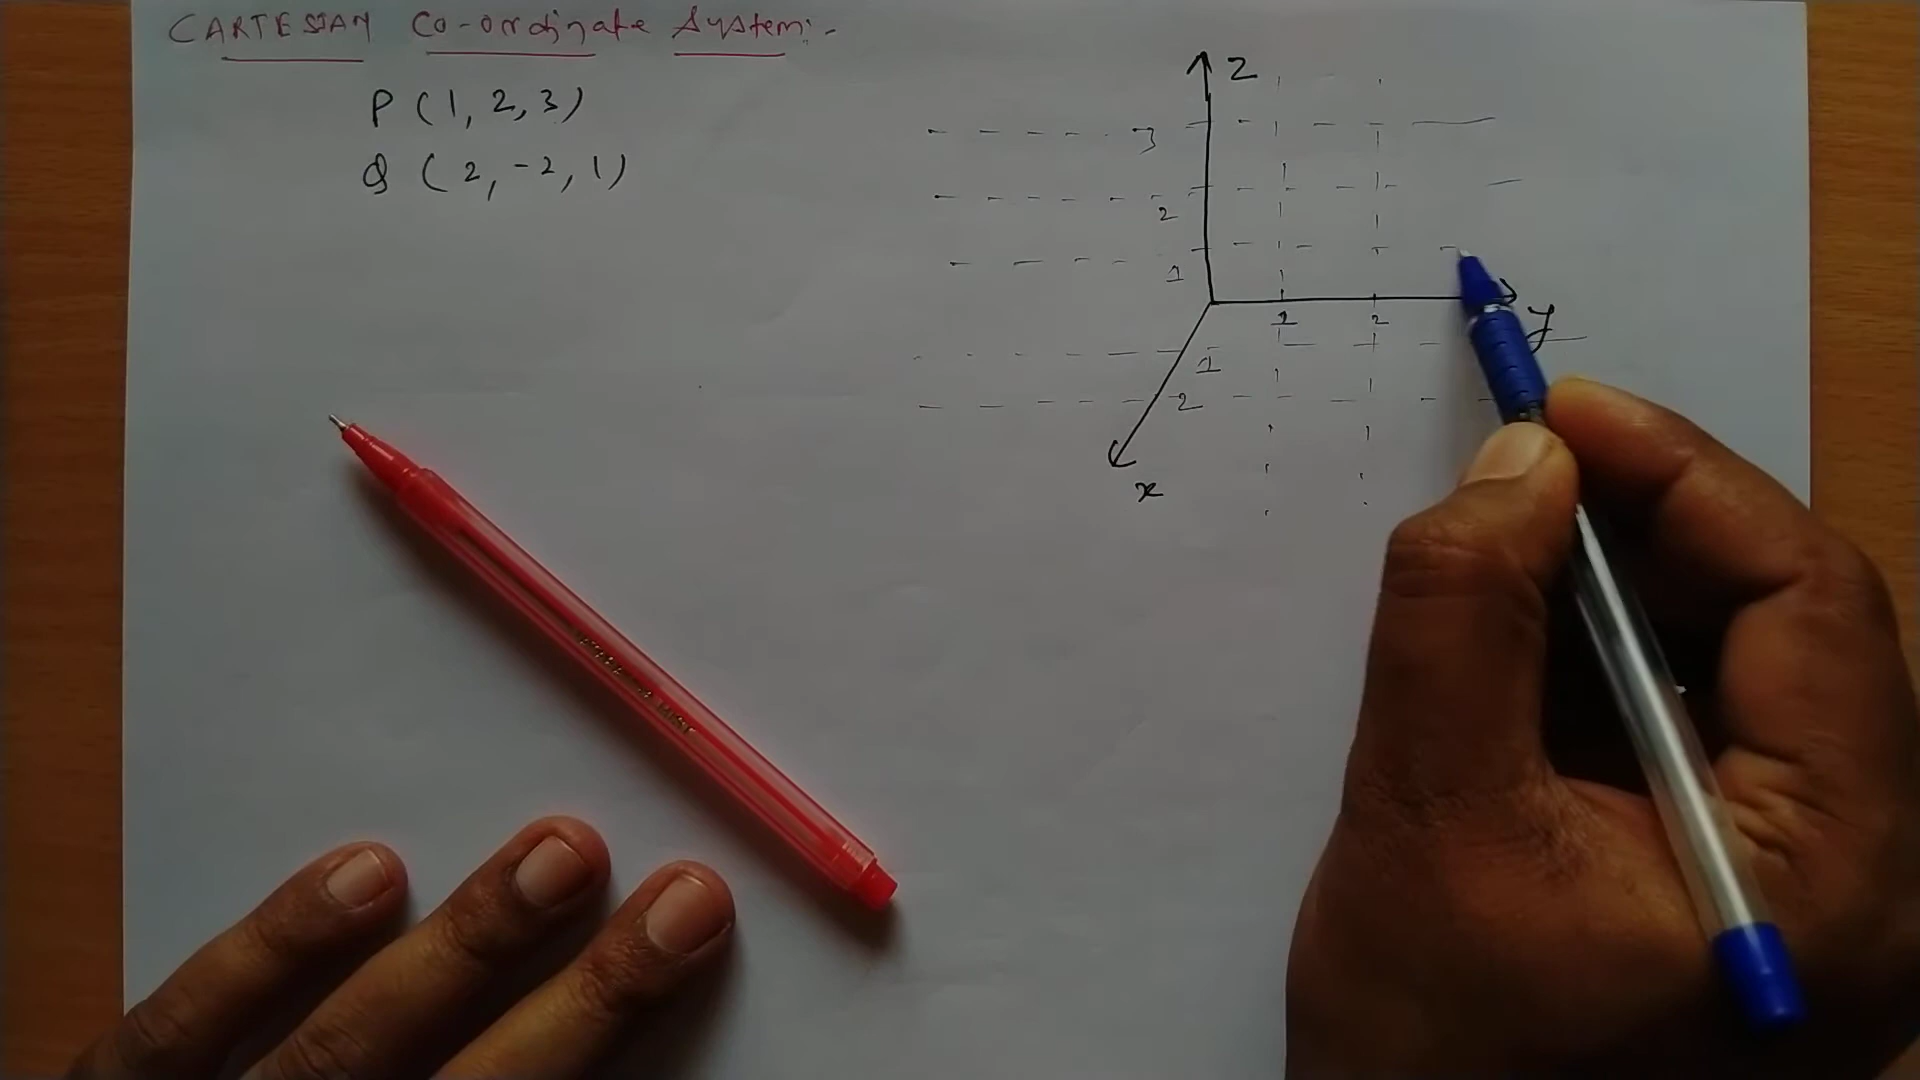 CARTESIAN Co-ordinate System:-
P (1, 2, 3)
Q (2, -2, 1)
Z
3
2
1
1 2 y
1
2
x